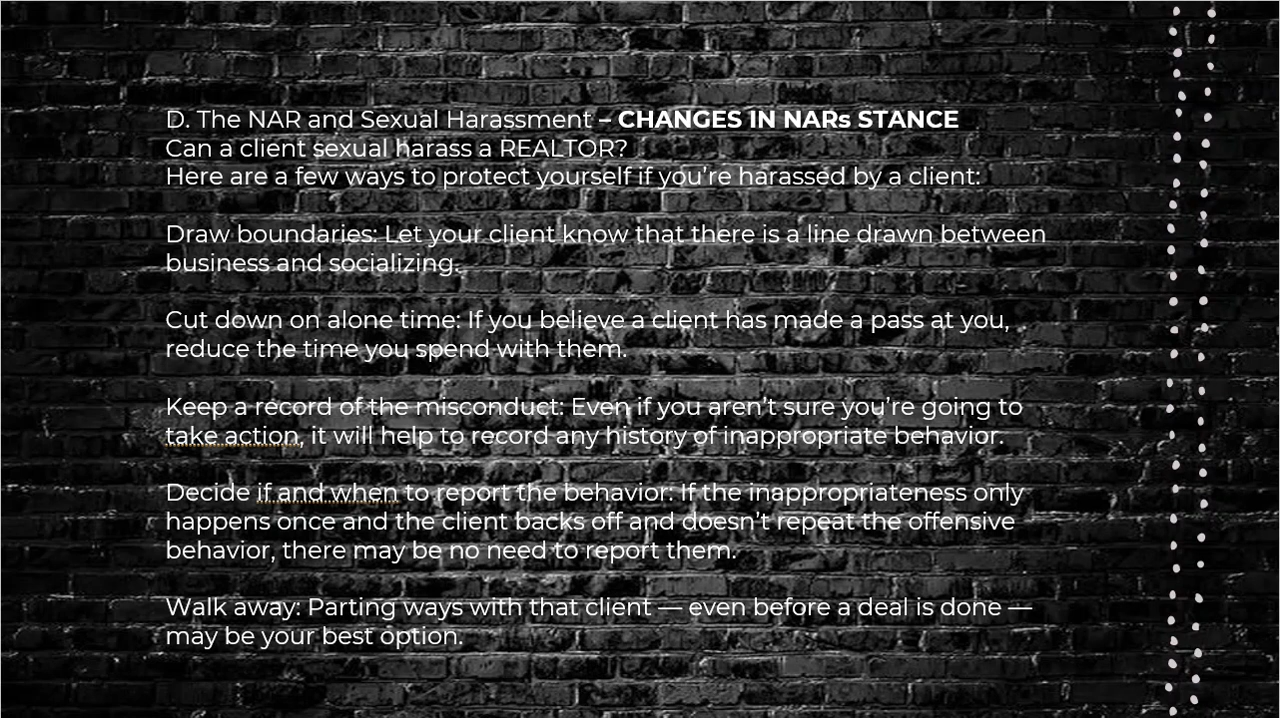 D. The NAR and Sexual Harassment – CHANGES IN NARs STANCE
Can a client sexual harass a REALTOR?
Here are a few ways to protect yourself if you're harassed by a client:
Draw boundaries: Let your client know that there is a line drawn between
business and socializing.
Cut down on alone time: If you believe a client has made a pass at you,
reduce the time you spend with them.
Keep a record of the misconduct: Even if you aren't sure you're going to
take action, it will help to record any history of inappropriate behavior.
Decide if and when to report the behavior: If the inappropriateness only
happens once and the client backs off and doesn't repeat the offensive
behavior, there may be no need to report them.
Walk away: Parting ways with that client — even before a deal is done —
may be your best option.